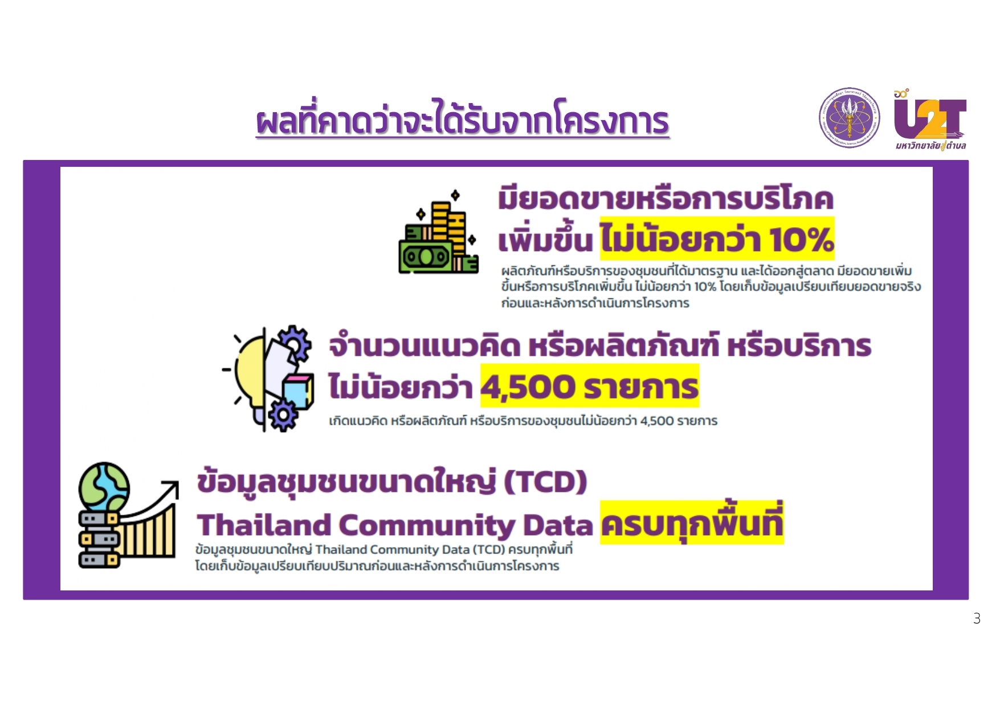 ผลที่คาดว่าจะได้รับจากโครงการ
อว
U2T
มหาวิทยาลัยสู่ตำบล
มียอดขายหรือการบริโภค
เพิ่มขึ้น ไม่น้อยกว่า 10%
ผลิตภัณฑ์หรือบริการของชุมชนที่ได้มาตรฐาน และได้ออกสู่ตลาด มียอดขายเพิ่ม
ขึ้นหรือการบริโภคเพิ่มขึ้น ไม่น้อยกว่า 10% โดยเก็บข้อมูลเปรียบเทียบยอดขายจริง
ก่อนและหลังการดำเนินการโครงการ
จำนวนแนวคิด หรือผลิตภัณฑ์ หรือบริการ
ไม่น้อยกว่า 4,500 รายการ
เกิดแนวคิด หรือผลิตภัณฑ์ หรือบริการของชุมชนไม่น้อยกว่า 4,500 รายการ
ข้อมูลชุมชนขนาดใหญ่ (TCD)
Thailand Community Data ครบทุกพื้นที่
ข้อมูลชุมชนขนาดใหญ่ Thailand Community Data (TCD) ครบทุกพื้นที่
โดยเก็บข้อมูลเปรียบเทียบปริมาณก่อนและหลังการดำเนินการโครงการ
3